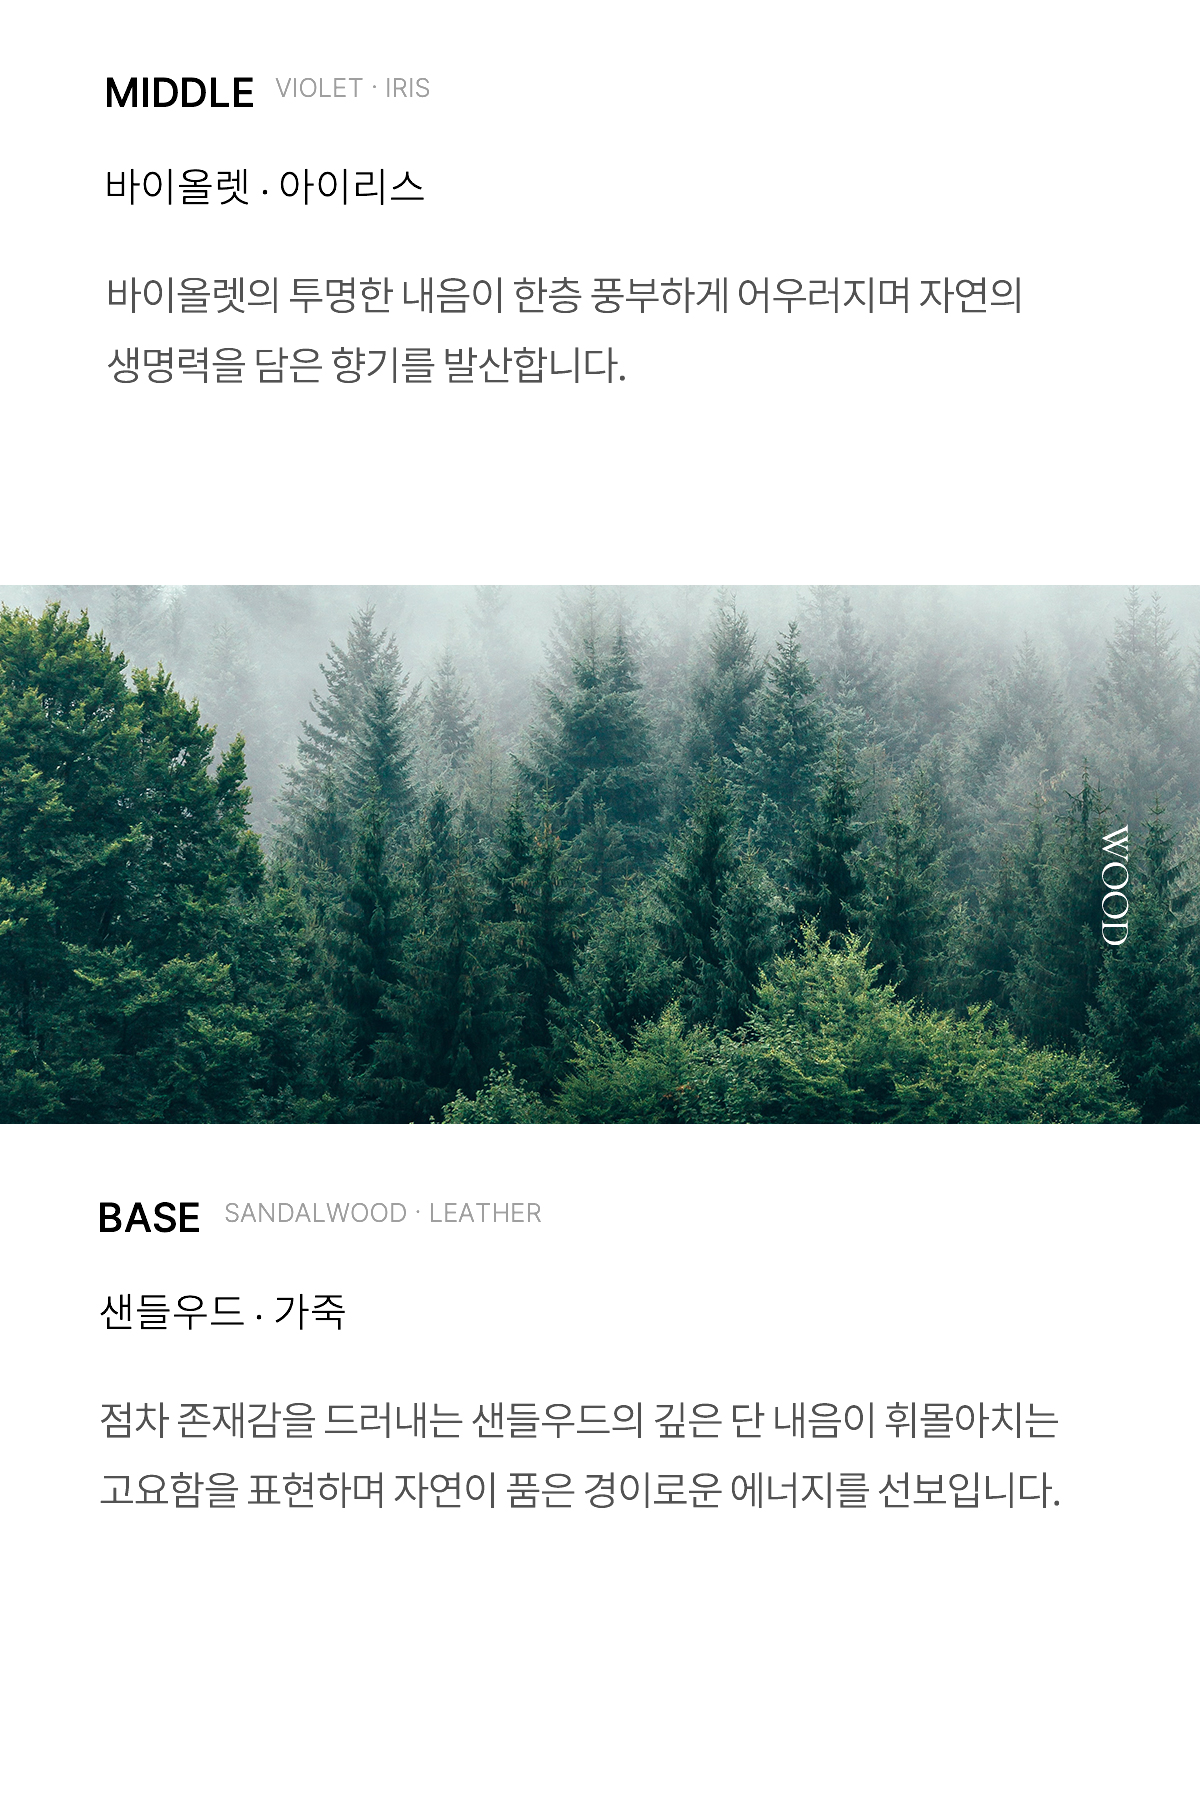 MIDDLE VIOLET · IRIS
바이올렛 · 아이리스
바이올렛의 투명한 내음이 한층 풍부하게 어우러지며 자연의
생명력을 담은 향기를 발산합니다.
WOOD
BASE SANDALWOOD · LEATHER
샌들우드 · 가죽
점차 존재감을 드러내는 샌들우드의 깊은 단 내음이 휘몰아치는
고요함을 표현하며 자연이 품은 경이로운 에너지를 선보입니다.